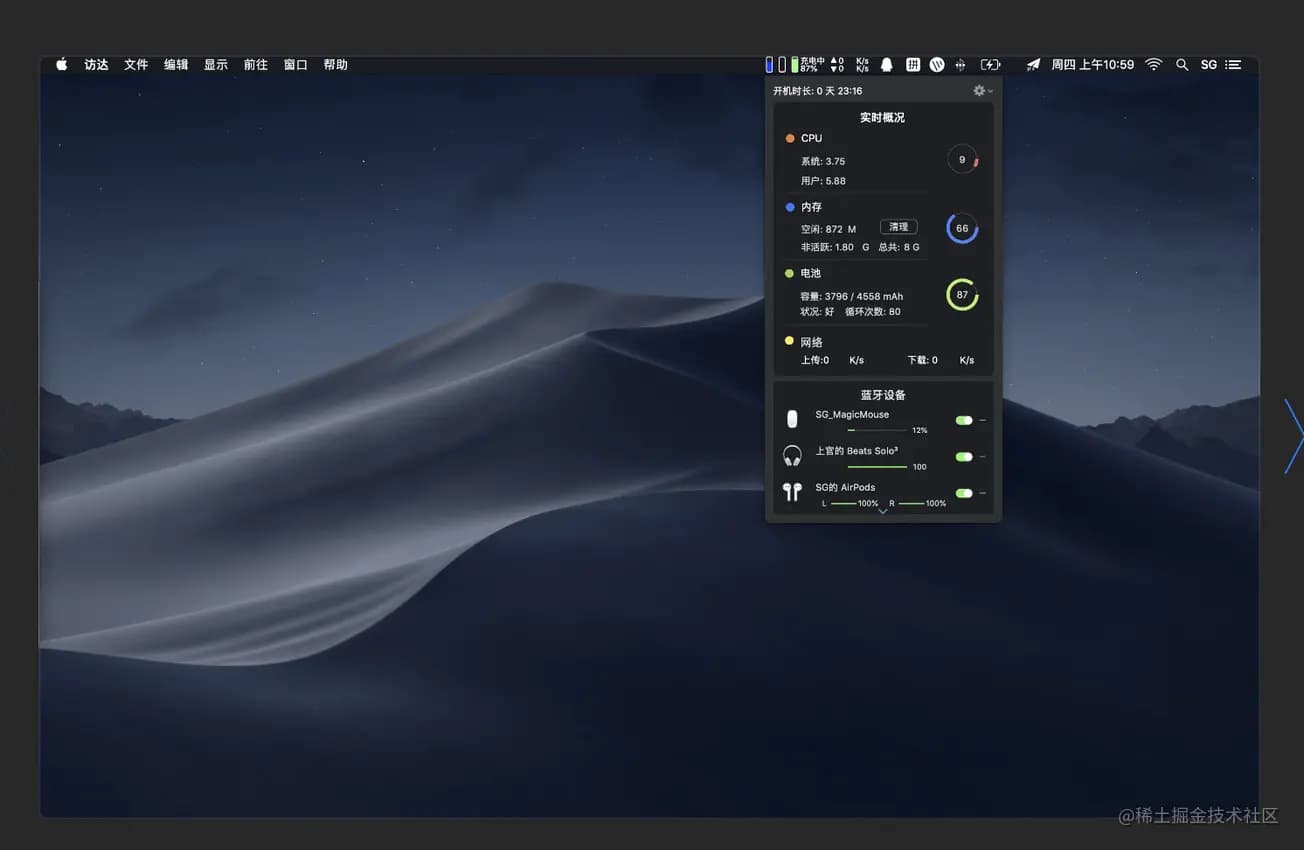 访达 文件 编辑 显示 前往 窗口 帮助
充电中 87% 0 0 K/s K/s 拼 周四 上午10:59 SG
开机时长: 0 天 23:16
实时概况
CPU
系统: 3.75
9
用户: 5.88
内存
空闲: 872 M 清理 66
非活跃: 1.80 G 总共: 8 G
电池
容量: 3796 / 4558 mAh 87
状况: 好 循环次数: 80
网络
上传:0 K/s 下载: 0 K/s
蓝牙设备
SG_MagicMouse
12%
上官的 Beats Solo³
100
SG的 AirPods
L 100% R 100%
@稀土掘金技术社区